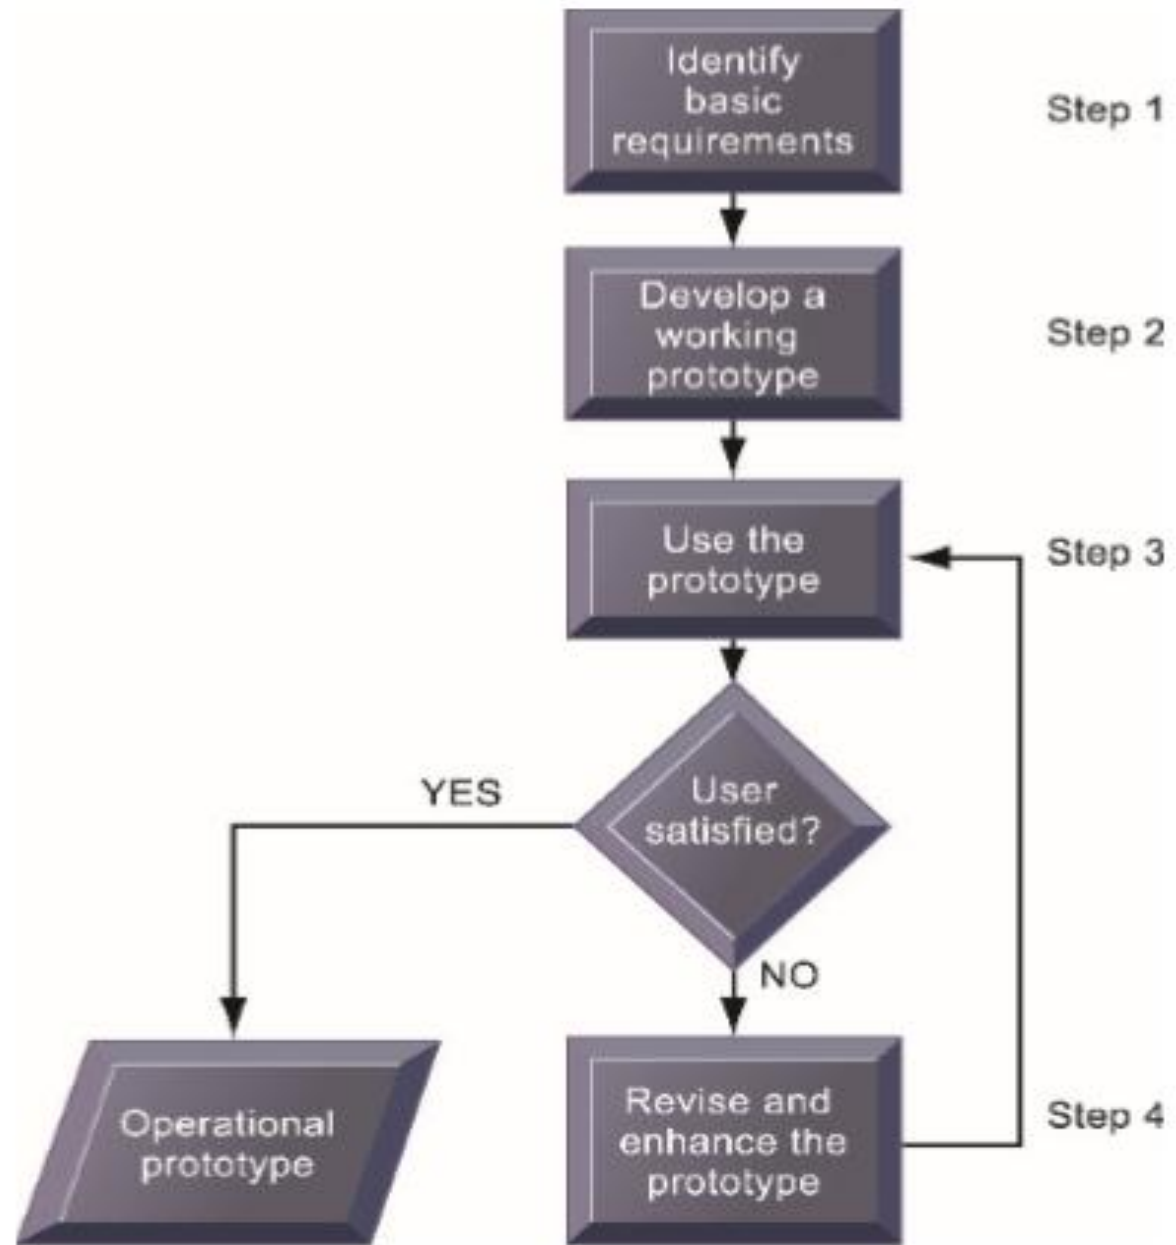 Identify
basic
requirements
Step 1
Develop a
working
prototype
Step 2
Use the
prototype
Step 3
User
satisfied?
YES
NO
Operational
prototype
Revise and
enhance the
prototype
Step 4